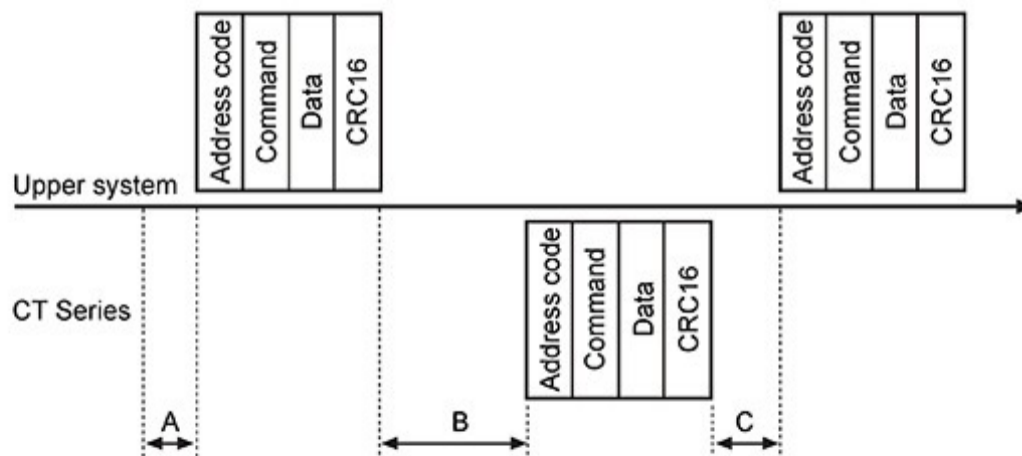 Address code
Command
Data
CRC16
Address code
Command
Data
CRC16
Upper system
CT Series
Address code
Command
Data
CRC16
A
B
C